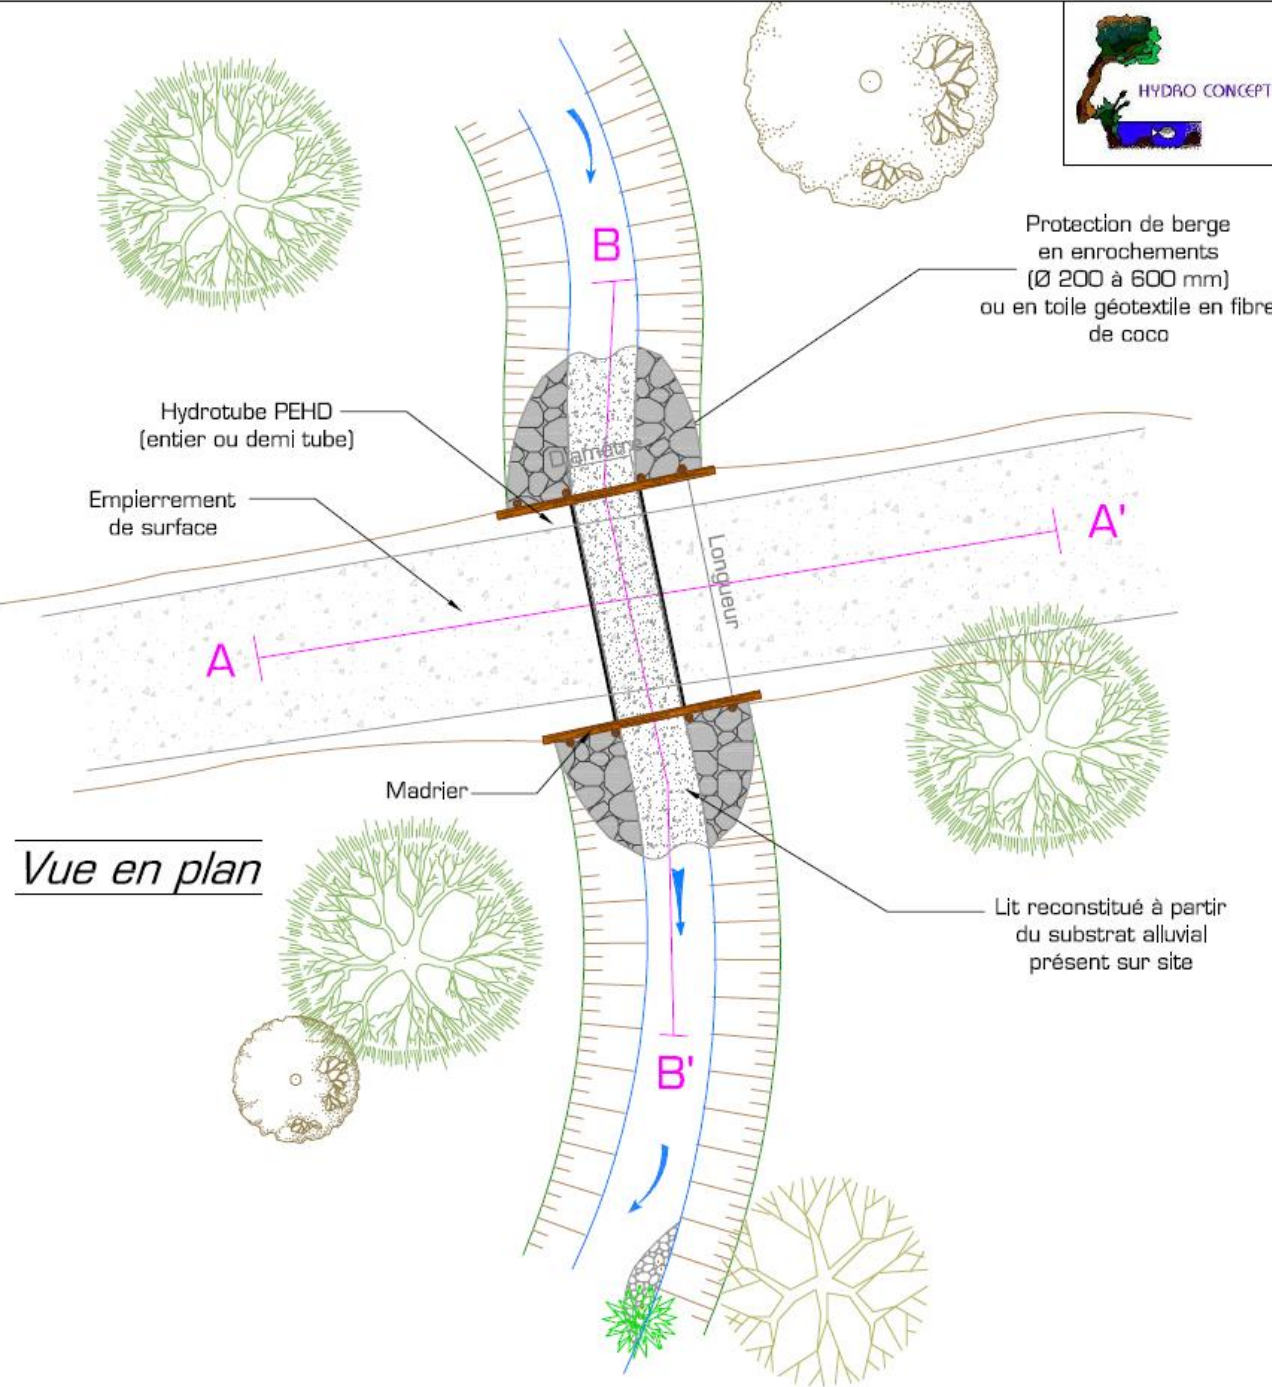 HYDRO CONCEPT
Protection de berge
en enrochements
(Ø 200 à 600 mm)
ou en toile géotextile en fibre
de coco
B
Hydrotube PEHD
(entier ou demi tube)
Diamètre
Empierrement
de surface
A'
Longueur
A
Madrier
Vue en plan
Lit reconstitué à partir
du substrat alluvial
présent sur site
B'